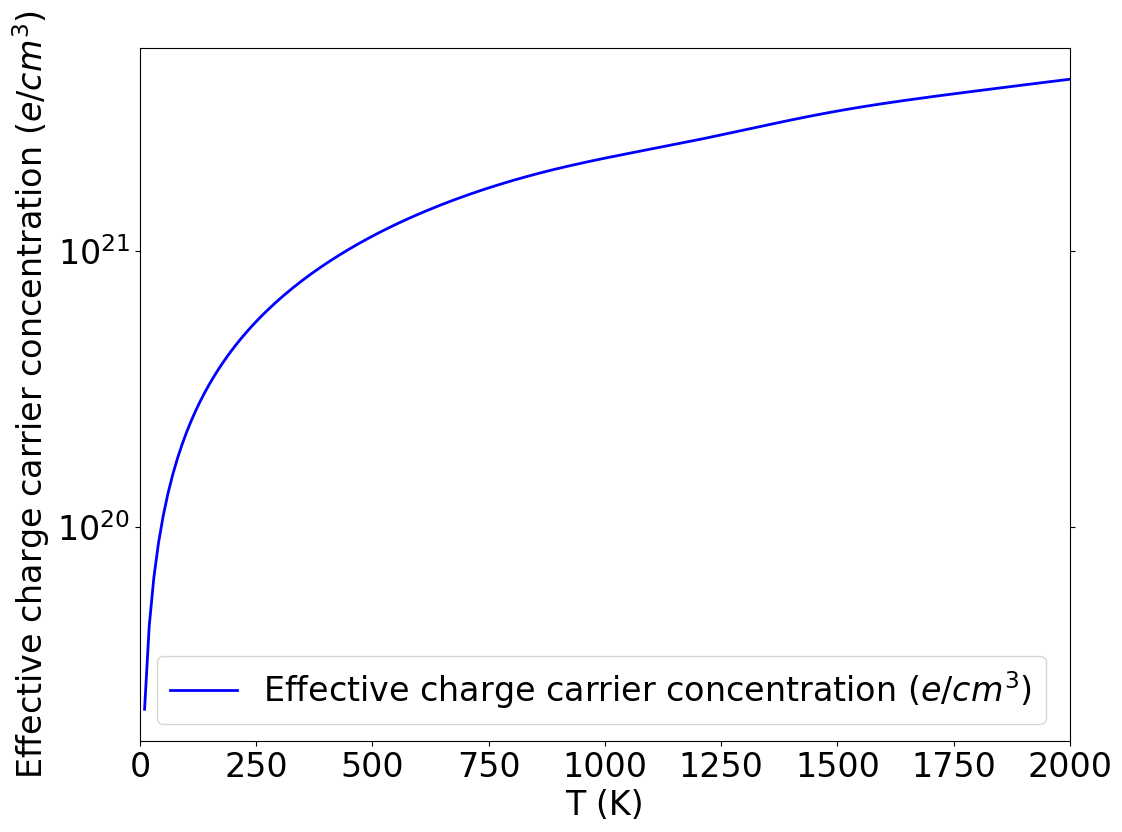 Effective charge carrier concentration (e/cm³)
10²¹
10²⁰
Effective charge carrier concentration (e/cm³)
0 250 500 750 1000 1250 1500 1750 2000
T (K)